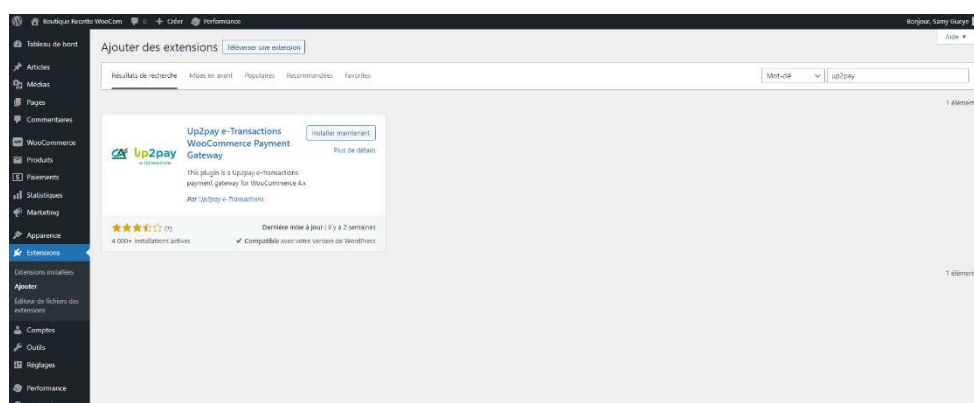 Boutique Recette WooCom 0 + Créer Performance
Bonjour, Samy Gueye
Aide ▼
Tableau de bord
Articles
Médias
Pages
Commentaires
WooCommerce
Produits
Paiements
Statistiques
Marketing
Apparence
Extensions
Extensions installées
Ajouter
Éditeur de fichiers des
extensions
Comptes
Outils
Réglages
Performance
Ajouter des extensions Téléverser une extension
Résultats de recherche Mises en avant Populaires Recommandées Favorites
Mot-clé up2pay
1 élément
CA up2pay
e-Transactions
Up2pay e-Transactions
WooCommerce Payment
Gateway
Installer maintenant
Plus de détails
This plugin is a Up2pay e-Transactions
payment gateway for WooCommerce 4.x
Par Up2pay e-Transactions
(7)
4 000+ installations actives
Dernière mise à jour : il y a 2 semaines
✔ Compatible avec votre version de WordPress
1 élément